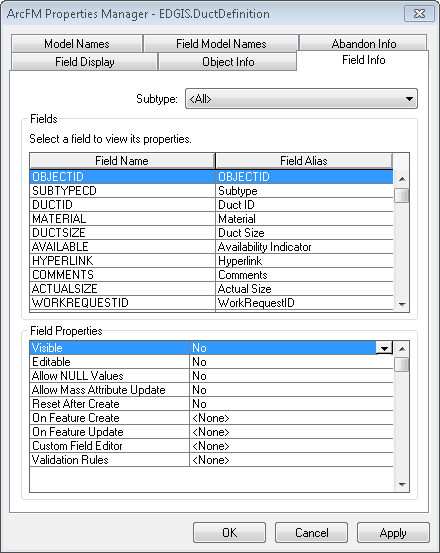 ArcFM Properties Manager - EDGIS.DuctDefinition
Model Names Field Model Names Abandon Info
Field Display Object Info Field Info
Subtype: <All>
Fields
Select a field to view its properties.
Field Name Field Alias
OBJECTID OBJECTID
SUBTYPECD Subtype
DUCTID Duct ID
MATERIAL Material
DUCTSIZE Duct Size
AVAILABLE Availability Indicator
HYPERLINK Hyperlink
COMMENTS Comments
ACTUALSIZE Actual Size
WORKREQUESTID WorkRequestID
Field Properties
Visible No
Editable No
Allow NULL Values No
Allow Mass Attribute Update No
Reset After Create No
On Feature Create <None>
On Feature Update <None>
Custom Field Editor <None>
Validation Rules <None>
OK Cancel Apply